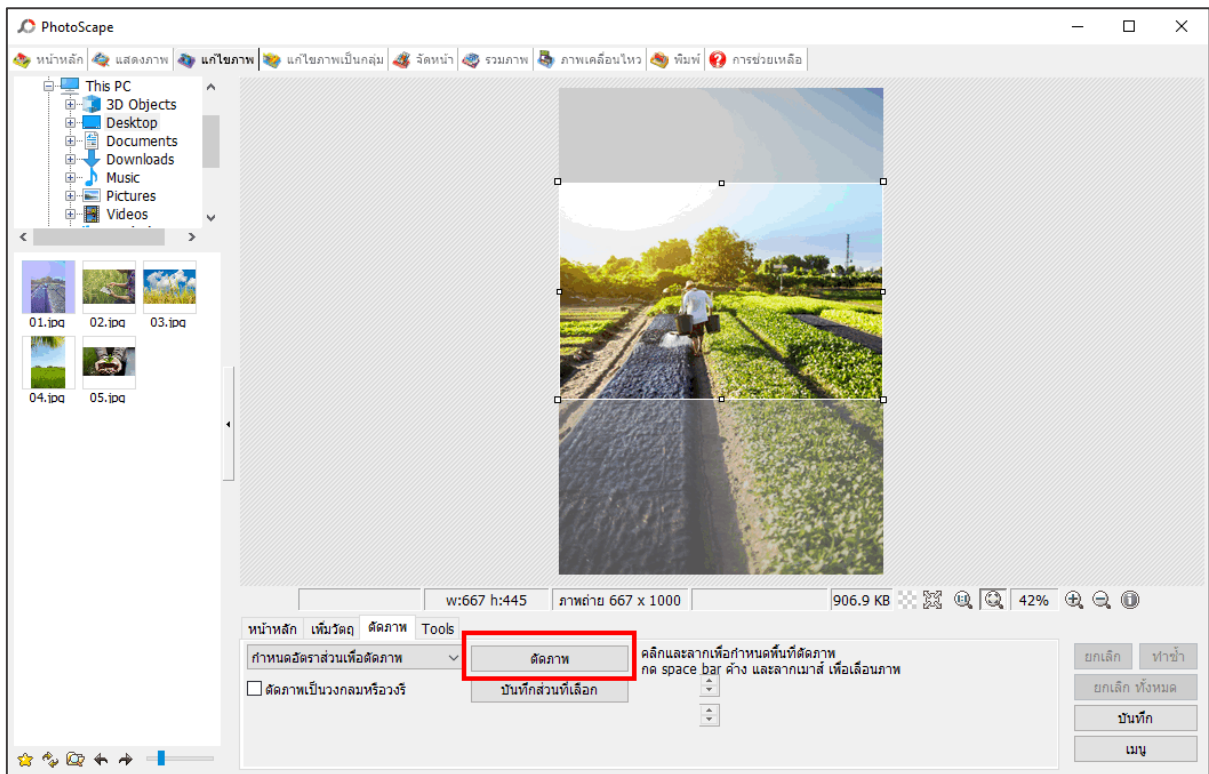 PhotoScape
หน้าหลัก แสดงภาพ แก้ไขภาพ แก้ไขภาพเป็นกลุ่ม จัดหน้า รวมภาพ ภาพเคลื่อนไหว พิมพ์ การช่วยเหลือ
This PC
3D Objects
Desktop
Documents
Downloads
Music
Pictures
Videos
01.jpg 02.jpg 03.jpg
04.jpg 05.jpg
w:667 h:445 ภาพถ่าย 667 x 1000 906.9 KB 42%
หน้าหลัก เพิ่มวัตถุ ตัดภาพ Tools
กำหนดอัตราส่วนเพื่อตัดภาพ ตัดภาพ คลิกและลากเพื่อกำหนดพื้นที่ตัดภาพ
กด space bar ค้าง และลากเมาส์ เพื่อเลื่อนภาพ
ตัดภาพเป็นวงกลมหรือวงรี บันทึกส่วนที่เลือก
ยกเลิก ทำซ้ำ
ยกเลิก ทั้งหมด
บันทึก
เมนู